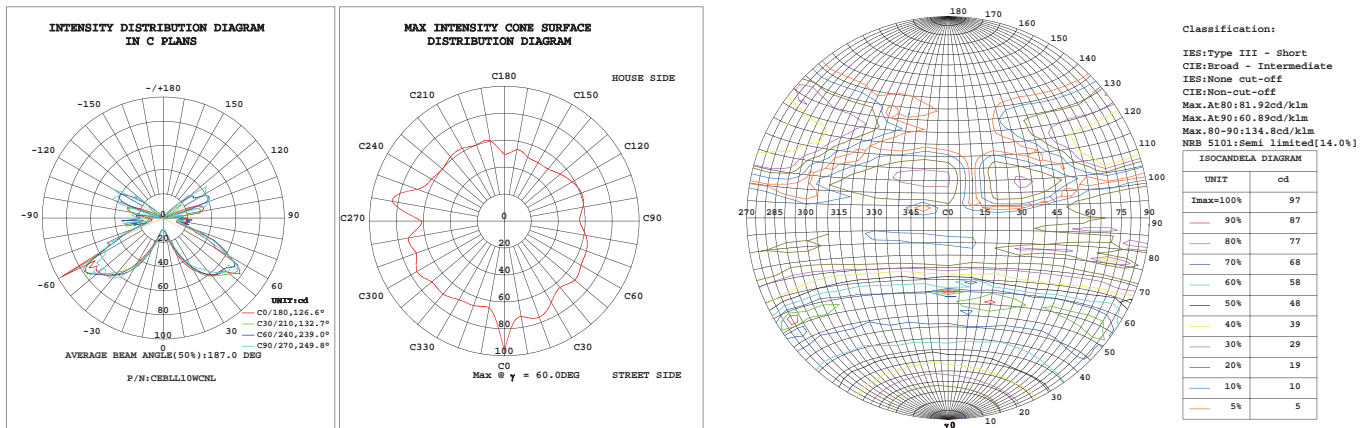 INTENSITY DISTRIBUTION DIAGRAM
IN C PLANS
-/+180
-150 150
-120 120
-90 90
-60 60
-30 30
0
20
40
60
80
100
0
UNIT:cd
C0/180,126.6°
C30/210,132.7°
C60/240,239.0°
C90/270,249.8°
AVERAGE BEAM ANGLE(50%):187.0 DEG
P/N:CEBLL10WCNL
MAX INTENSITY CONE SURFACE
DISTRIBUTION DIAGRAM
C180
HOUSE SIDE
C210 C150
C240 C120
C270 C90
C300 C60
C330 C30
0
20
40
60
80
100
C0
Max @ γ = 60.0DEG
STREET SIDE
180 170
160
150
140
130
120
110
100
270 285 300 315 330 345 C0 15 30 45 60 75 90
90
80
70
60
50
40
30
20
10
γ0
Classification:
IES:Type III - Short
CIE:Broad - Intermediate
IES:None cut-off
CIE:Non-cut-off
Max.At80:81.92cd/klm
Max.At90:60.89cd/klm
Max.80-90:134.8cd/klm
NRB 5101:Semi limited[14.0%]
ISOCANDELA DIAGRAM
UNIT cd
Imax=100% 97
90% 87
80% 77
70% 68
60% 58
50% 48
40% 39
30% 29
20% 19
10% 10
5% 5